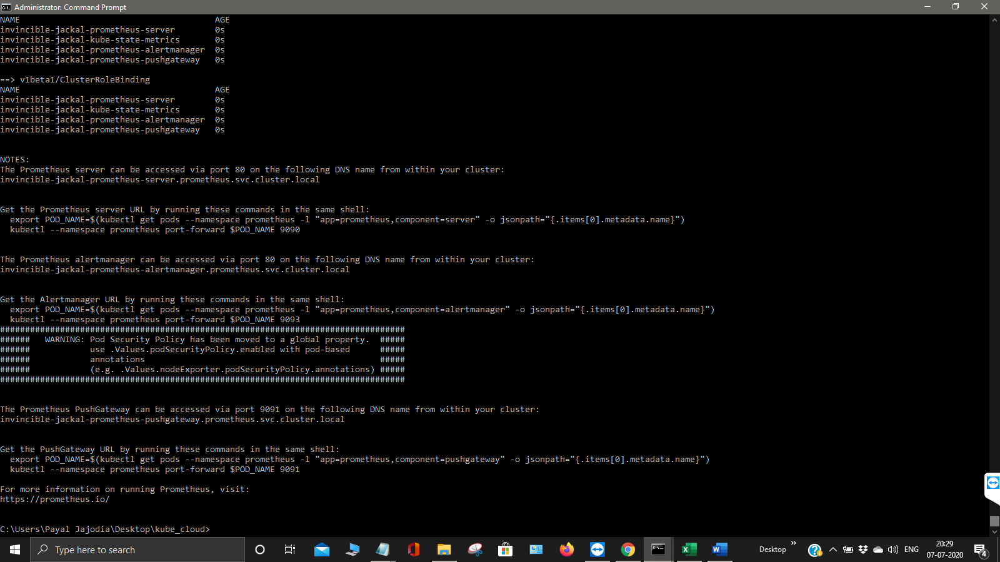 Administrator: Command Prompt
NAME AGE
invincible-jackal-prometheus-server 0s
invincible-jackal-kube-state-metrics 0s
invincible-jackal-prometheus-alertmanager 0s
invincible-jackal-prometheus-pushgateway 0s
==> v1beta1/ClusterRoleBinding
NAME AGE
invincible-jackal-prometheus-server 0s
invincible-jackal-kube-state-metrics 0s
invincible-jackal-prometheus-alertmanager 0s
invincible-jackal-prometheus-pushgateway 0s
NOTES:
The Prometheus server can be accessed via port 80 on the following DNS name from within your cluster:
invincible-jackal-prometheus-server.prometheus.svc.cluster.local
Get the Prometheus server URL by running these commands in the same shell:
export POD_NAME=$(kubectl get pods --namespace prometheus -l "app=prometheus,component=server" -o jsonpath="{.items[0].metadata.name}")
kubectl --namespace prometheus port-forward $POD_NAME 9090
The Prometheus alertmanager can be accessed via port 80 on the following DNS name from within your cluster:
invincible-jackal-prometheus-alertmanager.prometheus.svc.cluster.local
Get the Alertmanager URL by running these commands in the same shell:
export POD_NAME=$(kubectl get pods --namespace prometheus -l "app=prometheus,component=alertmanager" -o jsonpath="{.items[0].metadata.name}")
kubectl --namespace prometheus port-forward $POD_NAME 9093
#################################################################################
###### WARNING: Pod Security Policy has been moved to a global property. #####
###### use .Values.podSecurityPolicy.enabled with pod-based #####
###### annotations #####
###### (e.g. .Values.nodeExporter.podSecurityPolicy.annotations) #####
#################################################################################
The Prometheus PushGateway can be accessed via port 9091 on the following DNS name from within your cluster:
invincible-jackal-prometheus-pushgateway.prometheus.svc.cluster.local
Get the PushGateway URL by running these commands in the same shell:
export POD_NAME=$(kubectl get pods --namespace prometheus -l "app=prometheus,component=pushgateway" -o jsonpath="{.items[0].metadata.name}")
kubectl --namespace prometheus port-forward $POD_NAME 9091
For more information on running Prometheus, visit:
https://prometheus.io/
C:\Users\Payal Jajodia\Desktop\kube_cloud>
Type here to search
Desktop
ENG
20:29
07-07-2020
4